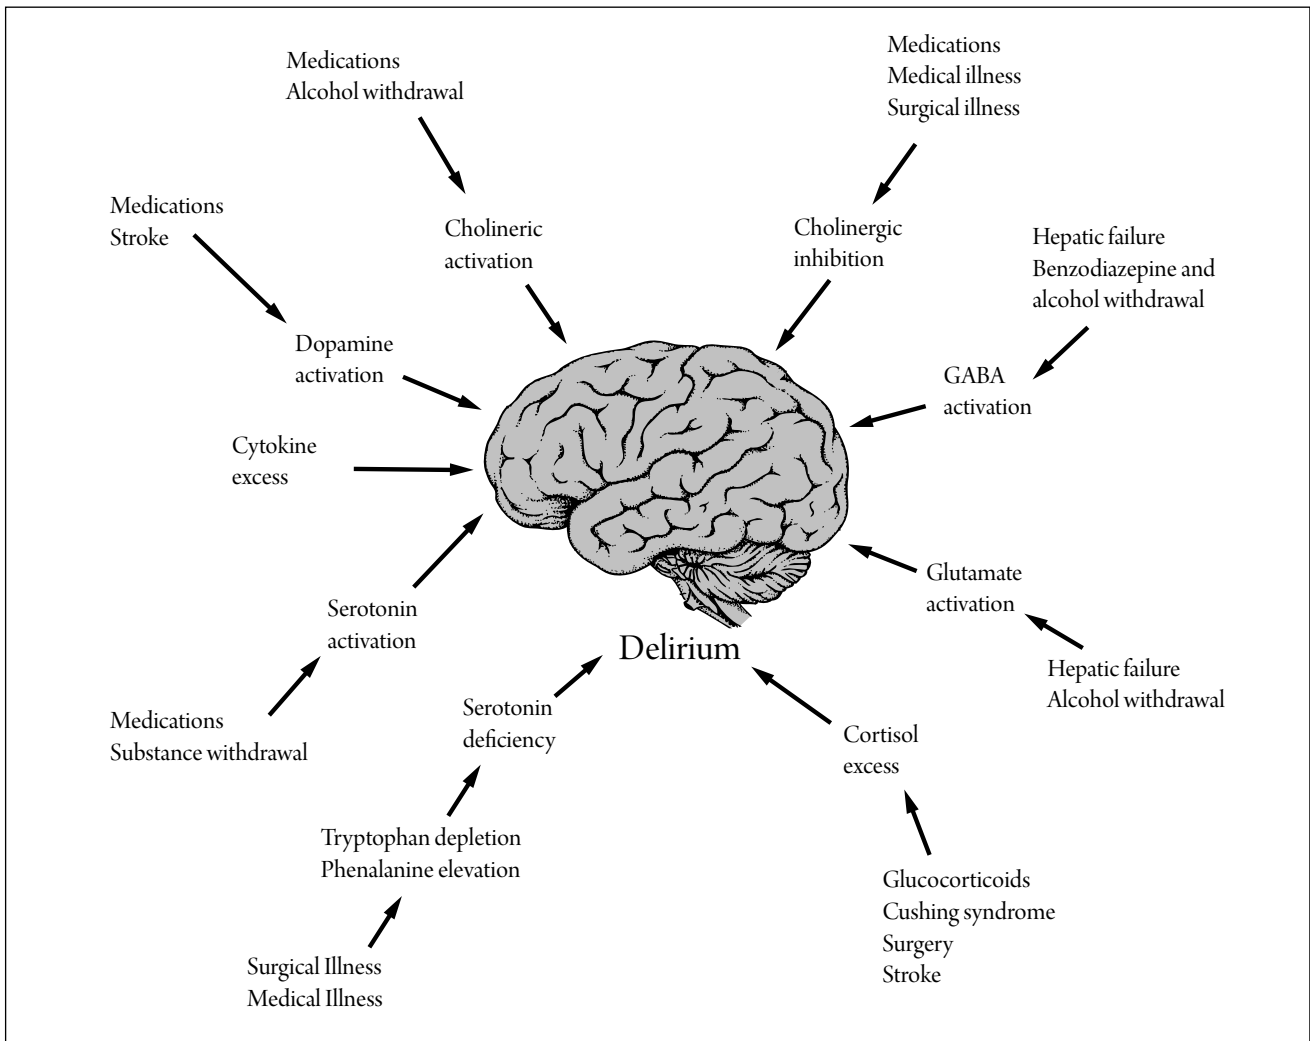 Medications
Alcohol withdrawal
Medications
Medical illness
Surgical illness
Medications
Stroke
Cholineric
activation
Cholinergic
inhibition
Hepatic failure
Benzodiazepine and
alcohol withdrawal
Dopamine
activation
GABA
activation
Cytokine
excess
Glutamate
activation
Serotonin
activation
Delirium
Hepatic failure
Alcohol withdrawal
Medications
Substance withdrawal
Serotonin
deficiency
Cortisol
excess
Tryptophan depletion
Phenalanine elevation
Glucocorticoids
Cushing syndrome
Surgery
Stroke
Surgical Illness
Medical Illness